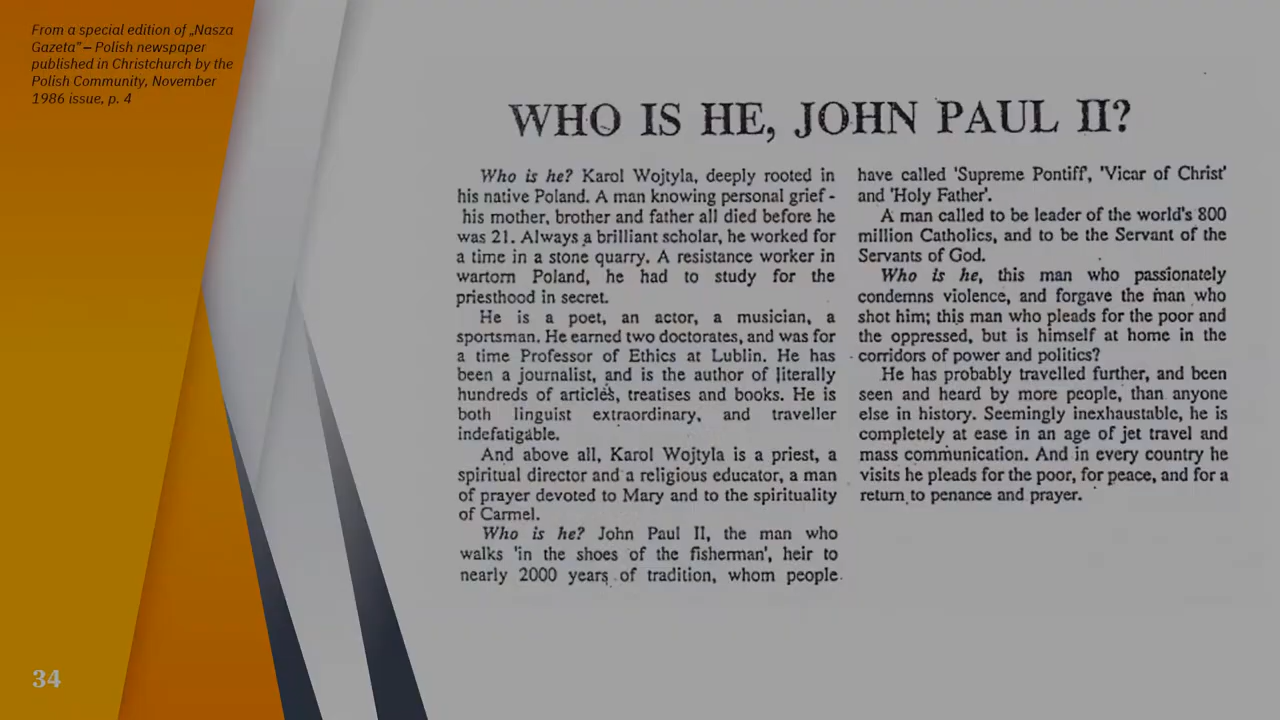 From a special edition of „Nasza
Gazeta” – Polish newspaper
published in Christchurch by the
Polish Community, November
1986 issue, p. 4
WHO IS HE, JOHN PAUL II?
Who is he? Karol Wojtyla, deeply rooted in
his native Poland. A man knowing personal grief -
his mother, brother and father all died before he
was 21. Always a brilliant scholar, he worked for
a time in a stone quarry. A resistance worker in
wartorn Poland, he had to study for the
priesthood in secret.
He is a poet, an actor, a musician, a
sportsman. He earned two doctorates, and was for
a time Professor of Ethics at Lublin. He has
been a journalist, and is the author of literally
hundreds of articles, treatises and books. He is
both linguist extraordinary, and traveller
indefatigable.
And above all, Karol Wojtyla is a priest, a
spiritual director and a religious educator, a man
of prayer devoted to Mary and to the spirituality
of Carmel.
Who is he? John Paul II, the man who
walks 'in the shoes of the fisherman', heir to
nearly 2000 years of tradition, whom people
have called 'Supreme Pontiff', 'Vicar of Christ'
and 'Holy Father'.
A man called to be leader of the world's 800
million Catholics, and to be the Servant of the
Servants of God.
Who is he, this man who passionately
condemns violence, and forgave the man who
shot him; this man who pleads for the poor and
the oppressed, but is himself at home in the
corridors of power and politics?
He has probably travelled further, and been
seen and heard by more people, than anyone
else in history. Seemingly inexhaustable, he is
completely at ease in an age of jet travel and
mass communication. And in every country he
visits he pleads for the poor, for peace, and for a
return to penance and prayer.
34